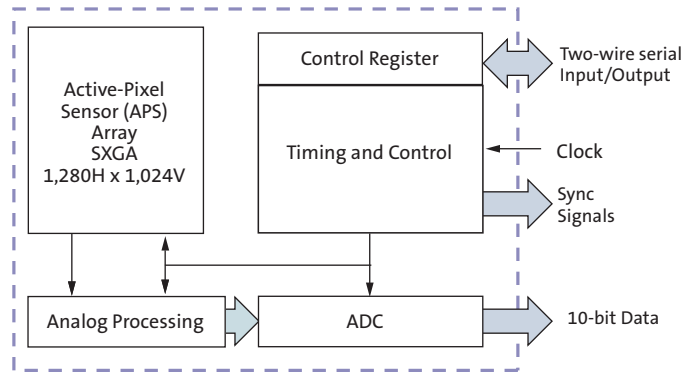 Active-Pixel
Sensor (APS)
Array
SXGA
1,280H x 1,024V
Control Register
Timing and Control
Two-wire serial
Input/Output
Clock
Sync
Signals
Analog Processing
ADC
10-bit Data